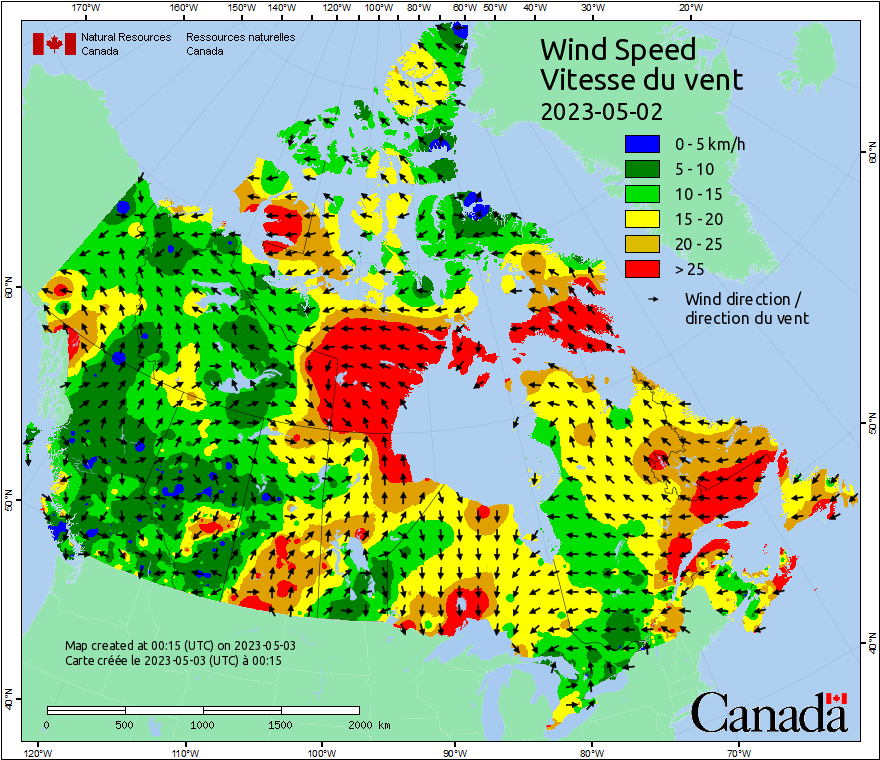 170°W 160°W 150°W 140°W 120°W 100°W 80°W 60°W 50°W 40°W 30°W 20°W
Natural Resources Ressources naturelles
Canada Canada
Wind Speed
Vitesse du vent
2023-05-02
0 - 5 km/h
5 - 10
10 - 15
15 - 20
20 - 25
> 25
Wind direction /
direction du vent
60°N
60°N
50°N
50°N
40°N
40°N
Map created at 00:15 (UTC) on 2023-05-03
Carte créée le 2023-05-03 (UTC) à 00:15
0 500 1000 1500 2000 km
Canada
120°W 110°W 100°W 90°W 80°W 70°W